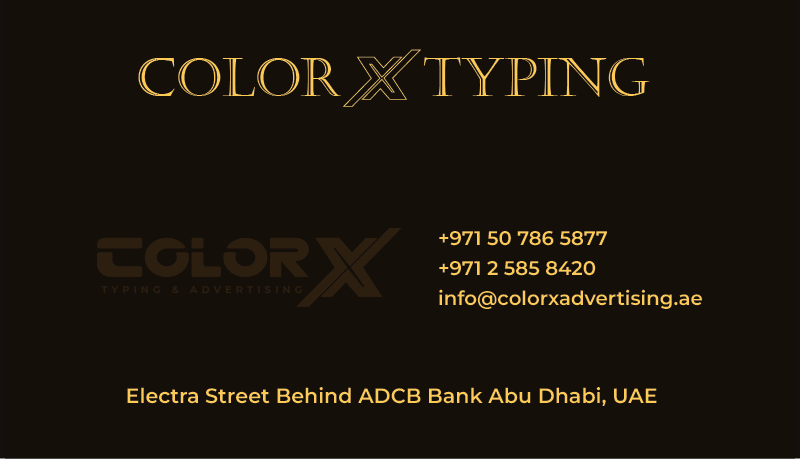 COLOR X TYPING
COLOR X
TYPING & ADVERTISING
+971 50 786 5877
+971 2 585 8420
info@colorxadvertising.ae
Electra Street Behind ADCB Bank Abu Dhabi, UAE